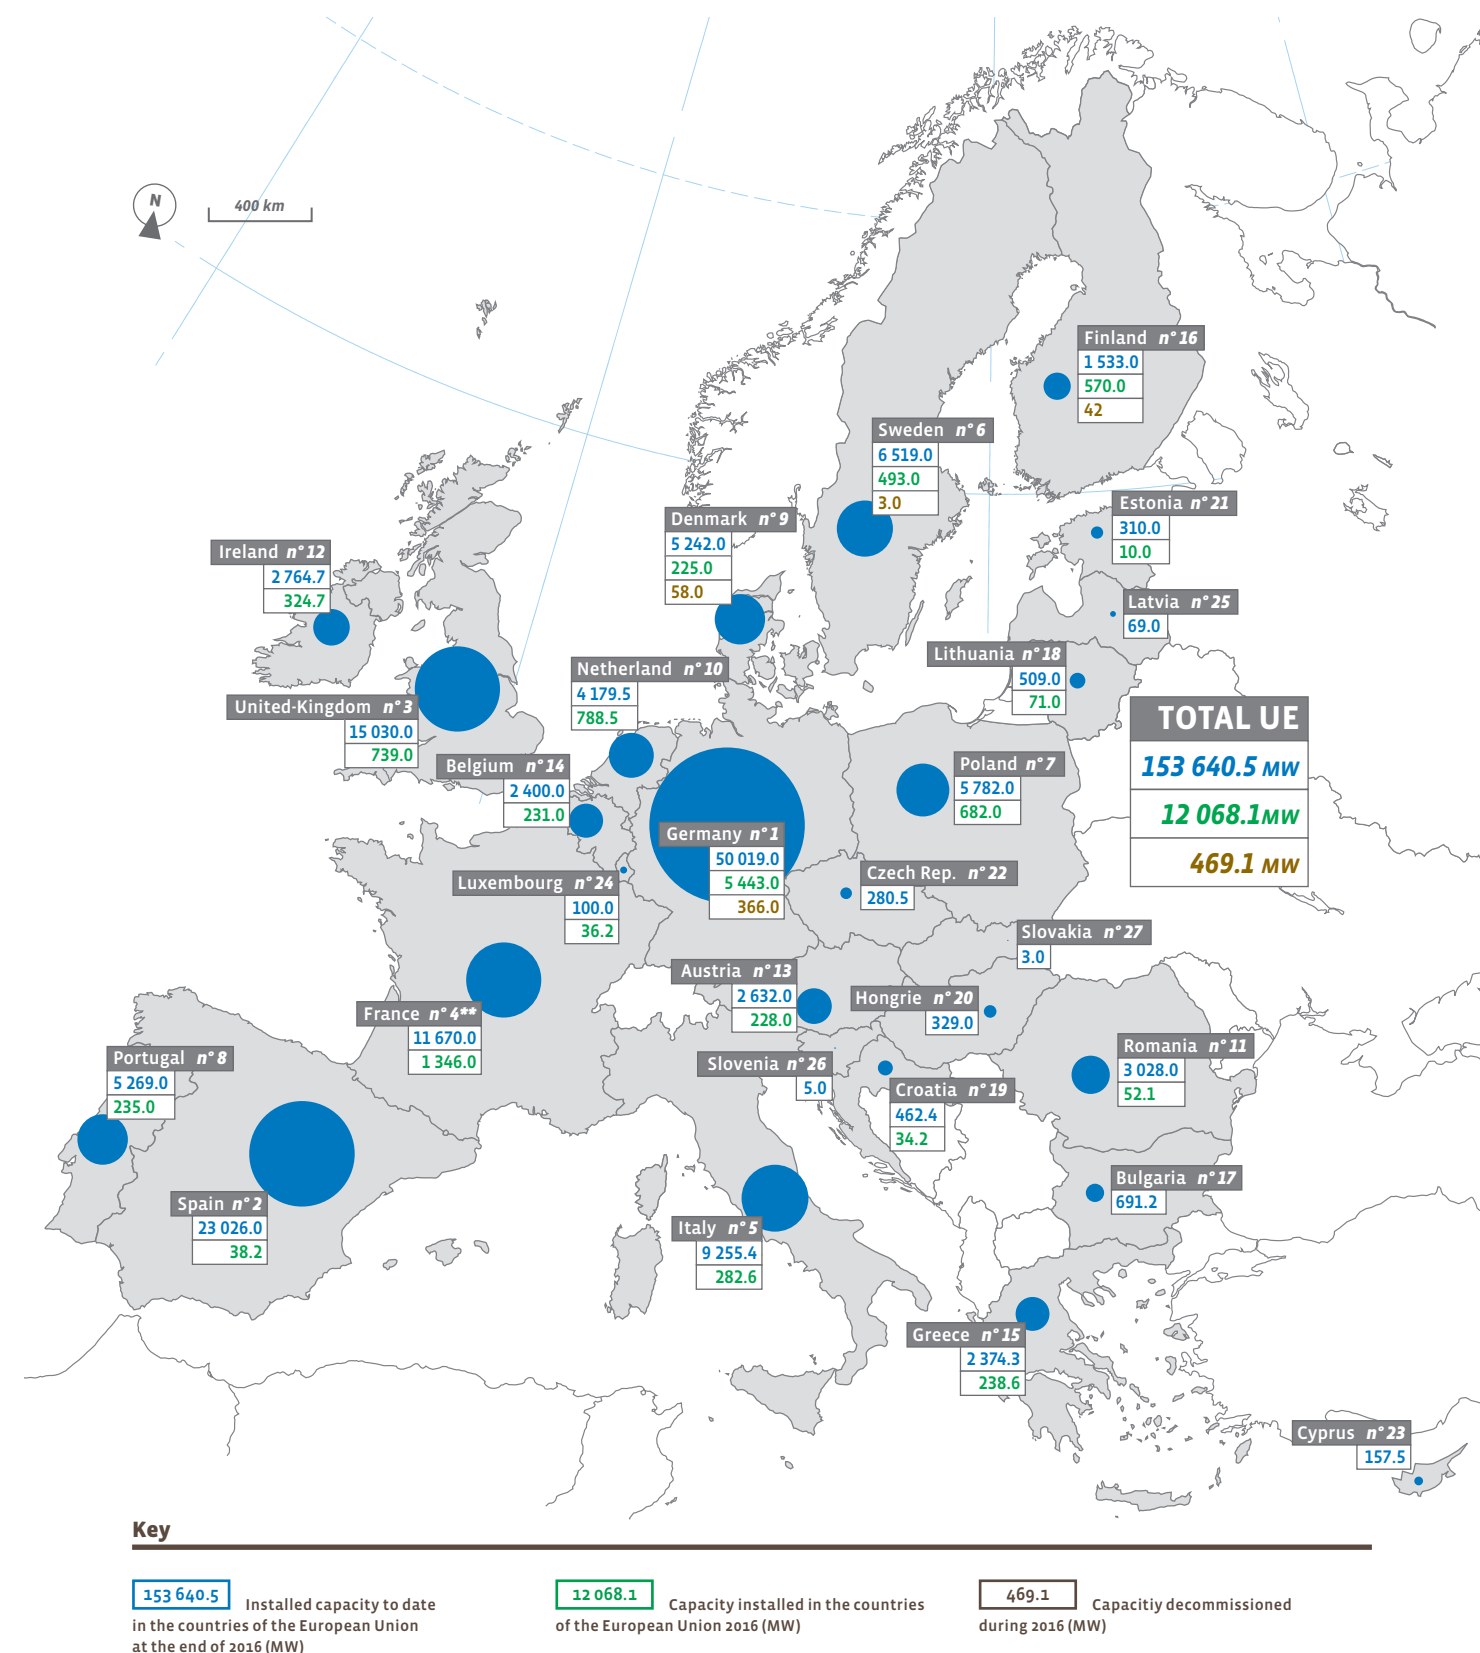 N
400 km
Finland n°16
1 533.0
570.0
42
Sweden n°6
6 519.0
493.0
3.0
Estonia n°21
310.0
10.0
Denmark n°9
5 242.0
225.0
58.0
Ireland n°12
2 764.7
324.7
Latvia n°25
69.0
Lithuania n°18
509.0
71.0
Netherland n°10
4 179.5
788.5
United-Kingdom n°3
15 030.0
739.0
TOTAL UE
153 640.5 MW
12 068.1 MW
469.1 MW
Belgium n°14
2 400.0
231.0
Poland n°7
5 782.0
682.0
Germany n°1
50 019.0
5 443.0
366.0
Luxembourg n°24
100.0
36.2
Czech Rep. n°22
280.5
Slovakia n°27
3.0
Austria n°13
2 632.0
228.0
Hongrie n°20
329.0
France n°4**
11 670.0
1 346.0
Portugal n°8
5 269.0
235.0
Slovenia n°26
5.0
Croatia n°19
462.4
34.2
Romania n°11
3 028.0
52.1
Bulgaria n°17
691.2
Spain n°2
23 026.0
38.2
Italy n°5
9 255.4
282.6
Greece n°15
2 374.3
238.6
Cyprus n°23
157.5
Key
153 640.5 Installed capacity to date
in the countries of the European Union
at the end of 2016 (MW)
12 068.1 Capacity installed in the countries
of the European Union 2016 (MW)
469.1 Capacitiy decommissioned
during 2016 (MW)